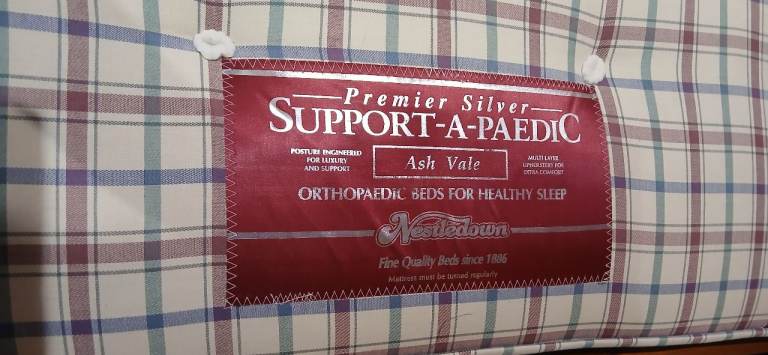 Premier Silver
SUPPORT-A-PAEDIC
POSTURE ENGINEERED
FOR LUXURY
AND SUPPORT
Ash Vale
MULTI LAYER
UPHOLSTERY FOR
EXTRA COMFORT
ORTHOPAEDIC BEDS FOR HEALTHY SLEEP
Nestledown
Fine Quality Beds since 1886
Mattress must be turned regularly